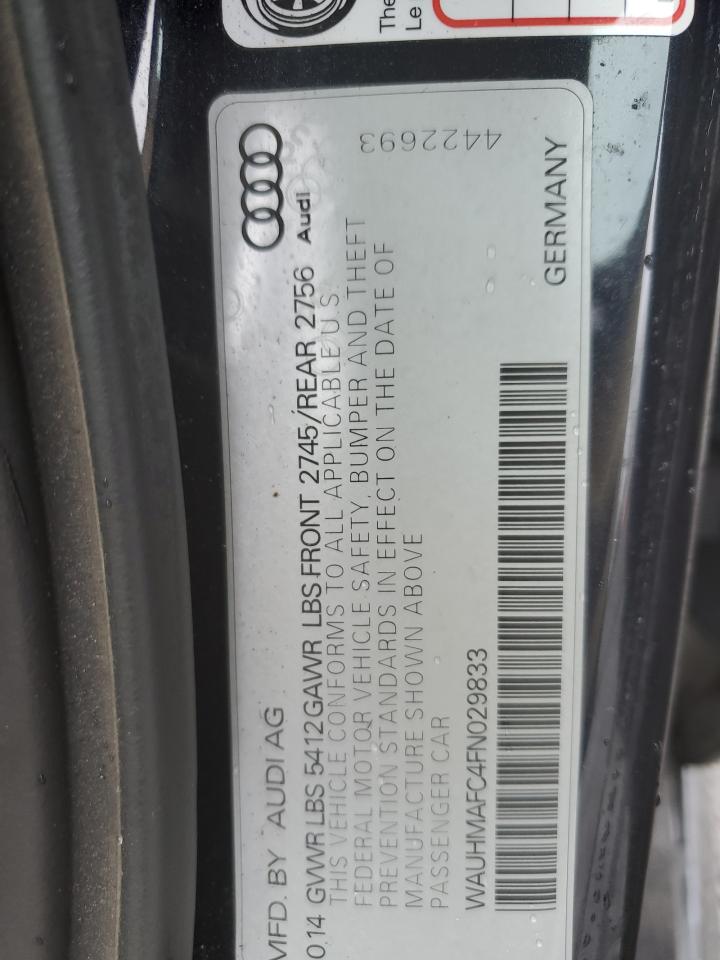 The
Le
MFD. BY AUDI AG
Audi
014 GVWR LBS 5412 GAWR LBS FRONT 2745/REAR 2756
THIS VEHICLE CONFORMS TO ALL APPLICABLE U.S.
FEDERAL MOTOR VEHICLE SAFETY, BUMPER AND THEFT
PREVENTION STANDARDS IN EFFECT ON THE DATE OF
MANUFACTURE SHOWN ABOVE
PASSENGER CAR
4422693
WAUHMAFC4FN029833
GERMANY